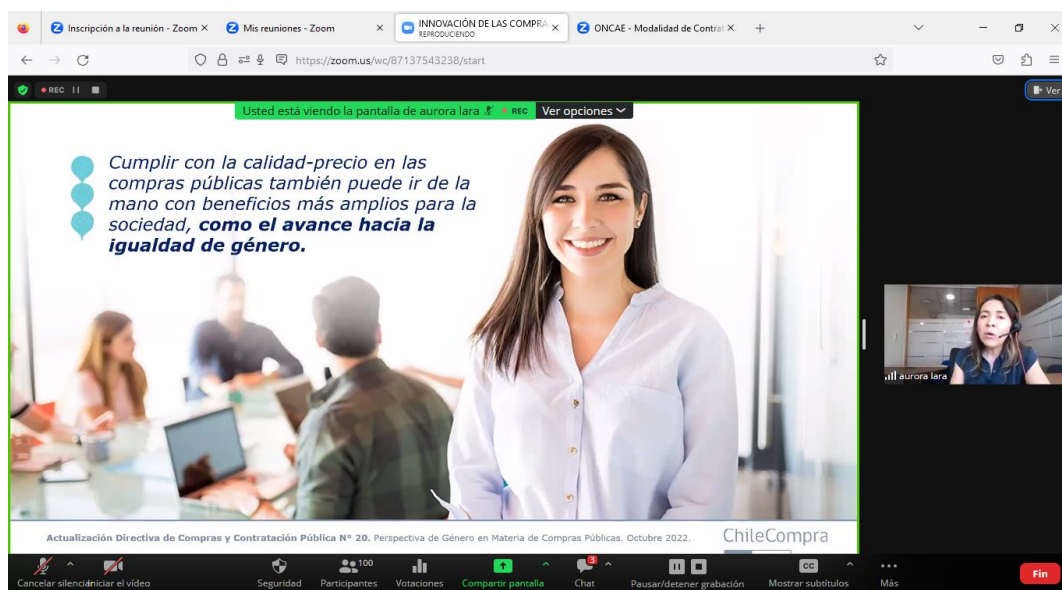 Inscripción a la reunión - Zoom
Mis reuniones - Zoom
INNOVACIÓN DE LAS COMPRA
REPRODUCIENDO
ONCAE - Modalidad de Contrat
https://zoom.us/wc/87137543238/start
REC
Usted está viendo la pantalla de aurora lara
REC
Ver opciones
Ver
Cumplir con la calidad-precio en las
compras públicas también puede ir de la
mano con beneficios más amplios para la
sociedad, como el avance hacia la
igualdad de género.
aurora lara
Actualización Directiva de Compras y Contratación Pública N° 20. Perspectiva de Género en Materia de Compras Públicas. Octubre 2022.
ChileCompra
100
3
CC
Cancelar silencia
Iniciar el vídeo
Seguridad
Participantes
Votaciones
Compartir pantalla
Chat
Pausar/detener grabación
Mostrar subtítulos
Más
Fin